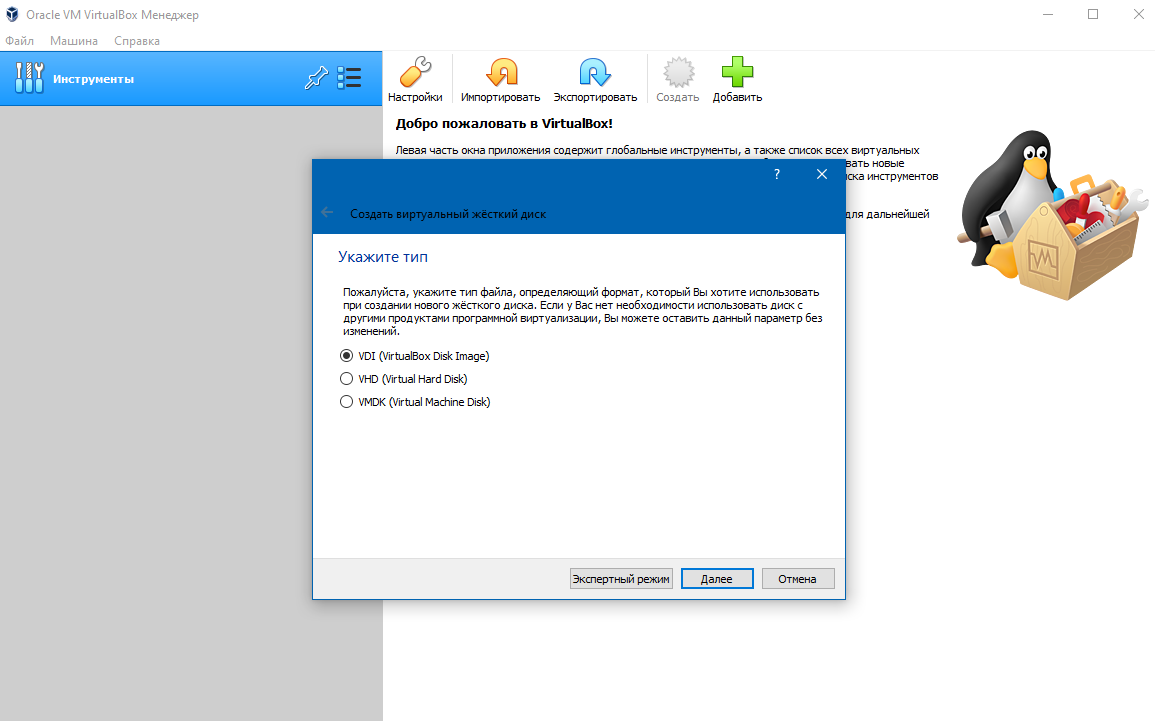 Oracle VM VirtualBox Менеджер
Файл Машина Справка
Инструменты
Настройки Импортировать Экспортировать Создать Добавить
Добро пожаловать в VirtualBox!
Левая часть окна приложения содержит глобальные инструменты, а также список всех виртуальных
вать новые
ска инструментов
для дальнейшей
?
Создать виртуальный жёсткий диск
Укажите тип
Пожалуйста, укажите тип файла, определяющий формат, который Вы хотите использовать
при создании нового жёсткого диска. Если у Вас нет необходимости использовать диск с
другими продуктами программной виртуализации, Вы можете оставить данный параметр без
изменений.
VDI (VirtualBox Disk Image)
VHD (Virtual Hard Disk)
VMDK (Virtual Machine Disk)
Экспертный режим Далее Отмена